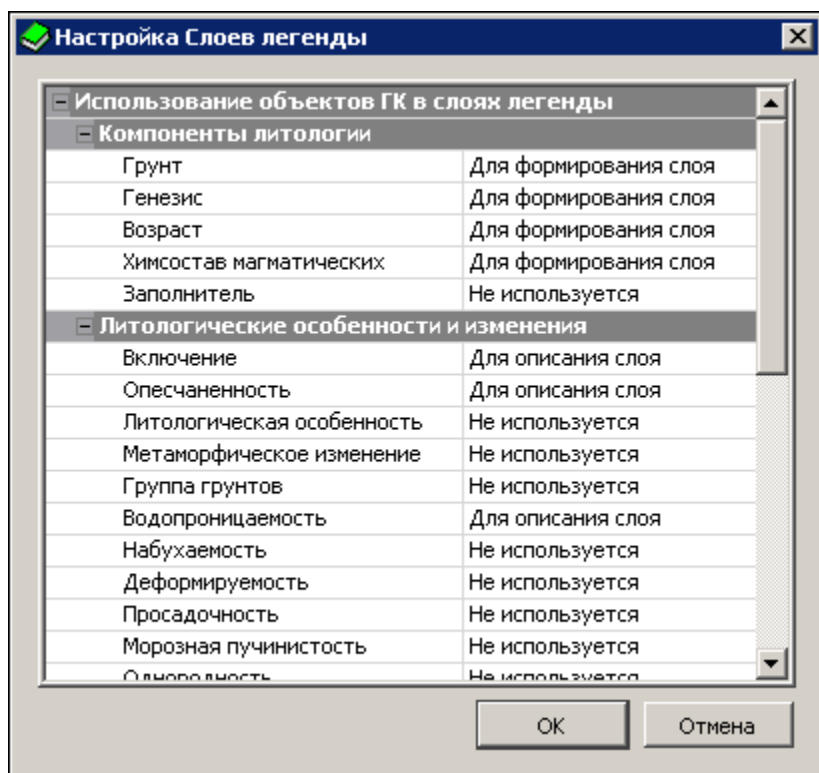 Настройка Слоев легенды
Использование объектов ГК в слоях легенды
Компоненты литологии
Грунт Для формирования слоя
Генезис Для формирования слоя
Возраст Для формирования слоя
Химсостав магматических Для формирования слоя
Заполнитель Не используется
Литологические особенности и изменения
Включение Для описания слоя
Опесчаненность Для описания слоя
Литологическая особенность Не используется
Метаморфическое изменение Не используется
Группа грунтов Не используется
Водопроницаемость Для описания слоя
Набухаемость Не используется
Деформируемость Не используется
Просадочность Не используется
Морозная пучинистость Не используется
Однородность Не используется
OK Отмена